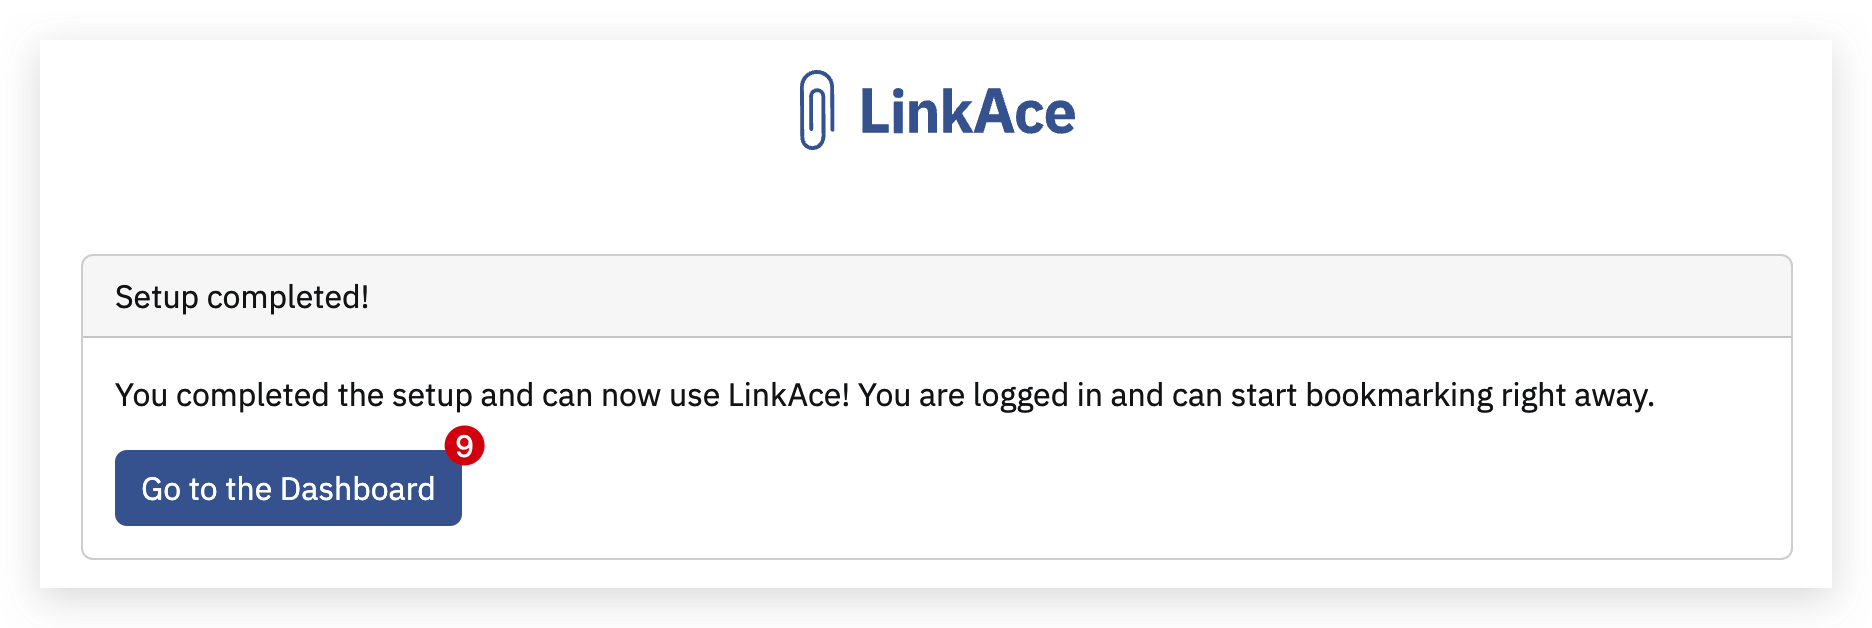 LinkAce
Setup completed!
You completed the setup and can now use LinkAce! You are logged in and can start bookmarking right away.
9
Go to the Dashboard